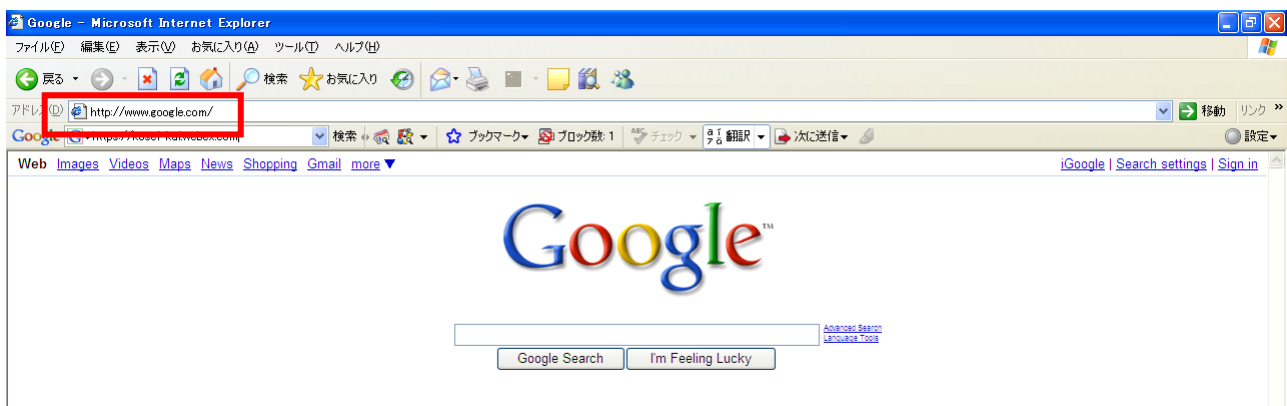 Google - Microsoft Internet Explorer
ファイル(F) 編集(E) 表示(V) お気に入り(A) ツール(T) ヘルプ(H)
戻る 検索 お気に入り
アドレス(D) http://www.google.com/ 移動 リンク »
Google 検索 ブックマーク ブロック数: 1 チェック 翻訳 次に送信 設定
Web Images Videos Maps News Shopping Gmail more ▼ iGoogle | Search settings | Sign in
Google™
Advanced Search
Language Tools
Google Search I'm Feeling Lucky